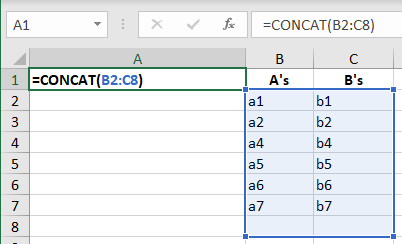 A1 fx =CONCAT(B2:C8)
A B C
1 =CONCAT(B2:C8) A's B's
2 a1 b1
3 a2 b2
4 a4 b4
5 a5 b5
6 a6 b6
7 a7 b7
8